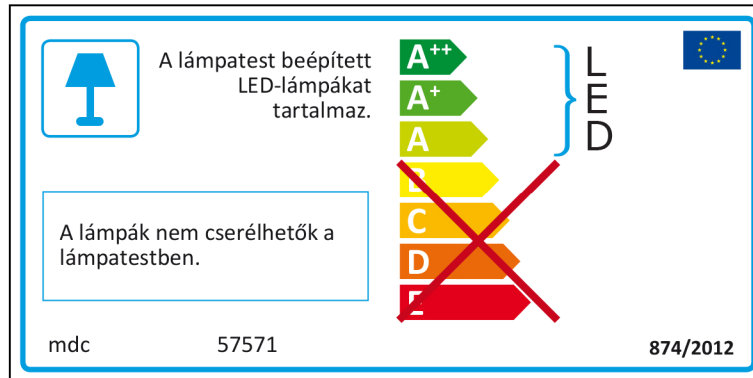 A lámpatest beépített
LED-lámpákat
tartalmaz.
A++
A+
A
B
C
D
E
L
E
D
A lámpák nem cserélhetők a
lámpatestben.
mdc 57571
874/2012